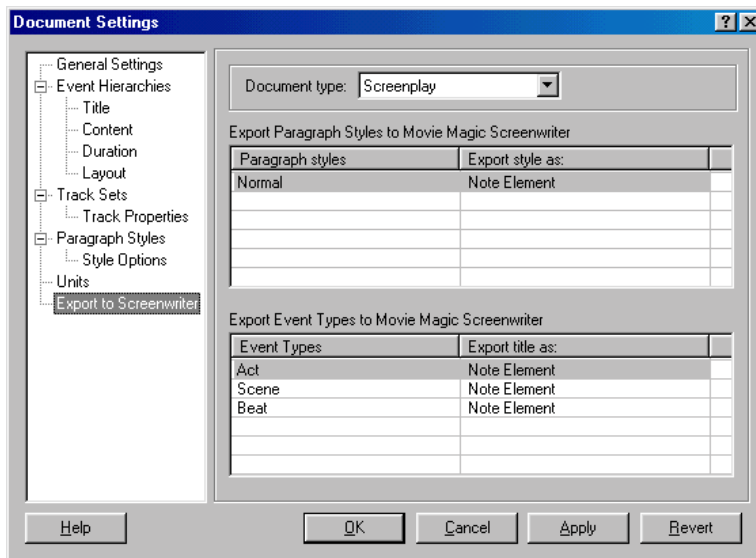 Document Settings
General Settings
Event Hierarchies
Title
Content
Duration
Layout
Track Sets
Track Properties
Paragraph Styles
Style Options
Units
Export to Screenwriter
Document type: Screenplay
Export Paragraph Styles to Movie Magic Screenwriter
Paragraph styles Export style as:
Normal Note Element
Export Event Types to Movie Magic Screenwriter
Event Types Export title as:
Act Note Element
Scene Note Element
Beat Note Element
Help OK Cancel Apply Revert